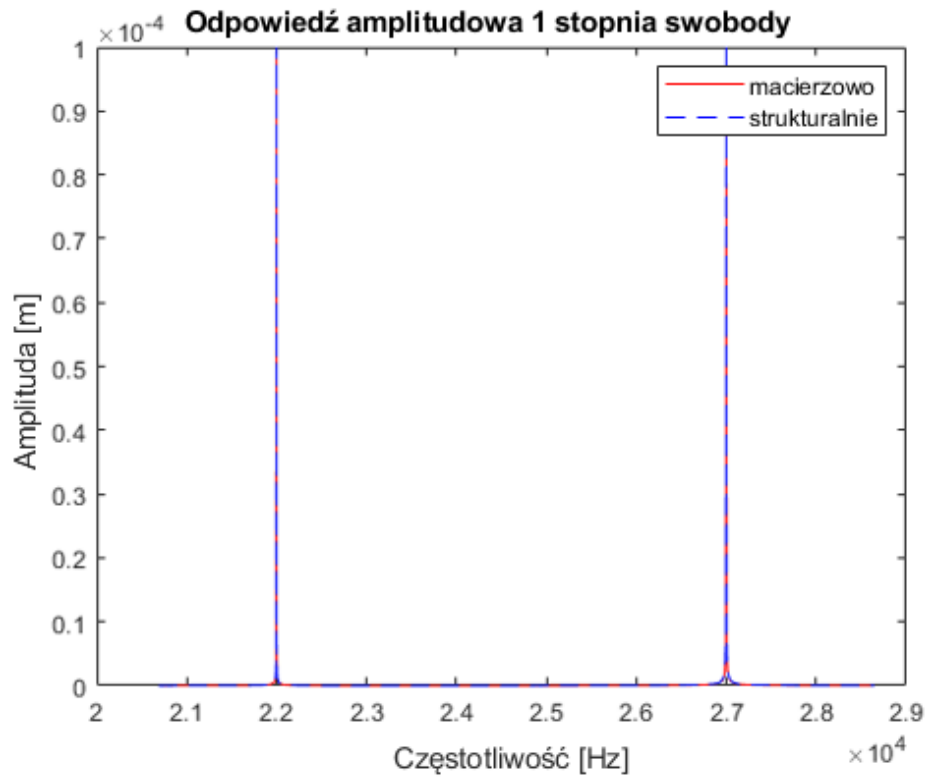 Odpowiedź amplitudowa 1 stopnia swobody
×10⁻⁴
macierzowo
strukturalnie
1
0.9
0.8
0.7
0.6
0.5
0.4
0.3
0.2
0.1
0
Amplituda [m]
2 2.1 2.2 2.3 2.4 2.5 2.6 2.7 2.8 2.9
Częstotliwość [Hz]
×10⁴